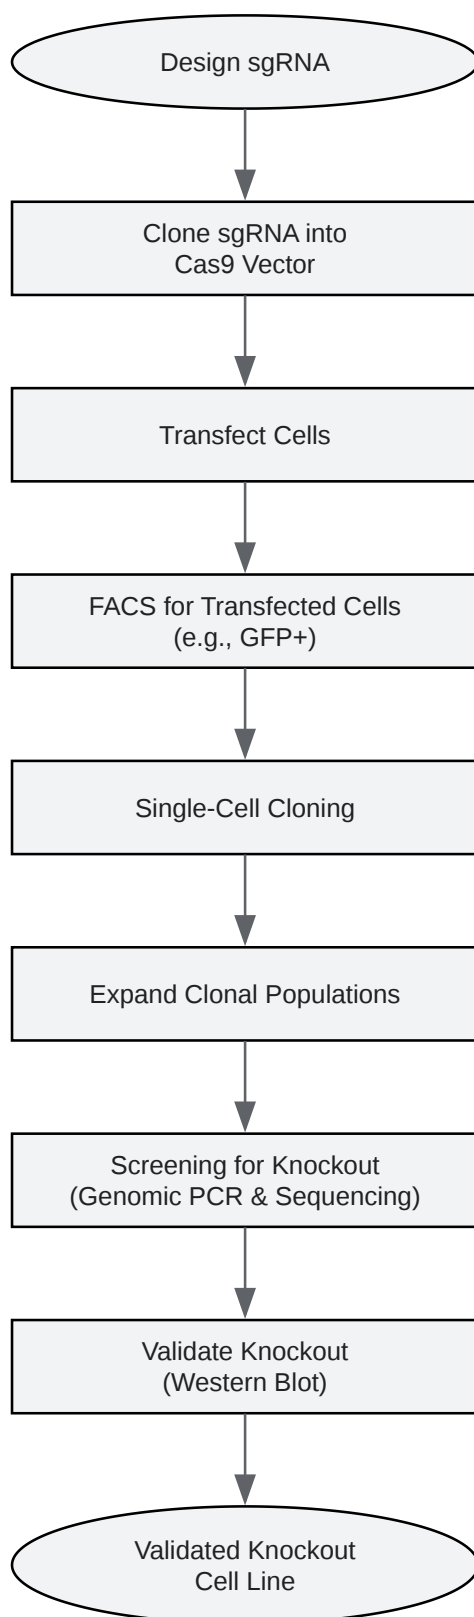 Design sgRNA
Clone sgRNA into
Cas9 Vector
Transfect Cells
FACS for Transfected Cells
(e.g., GFP+)
Single-Cell Cloning
Expand Clonal Populations
Screening for Knockout
(Genomic PCR & Sequencing)
Validate Knockout
(Western Blot)
Validated Knockout
Cell Line